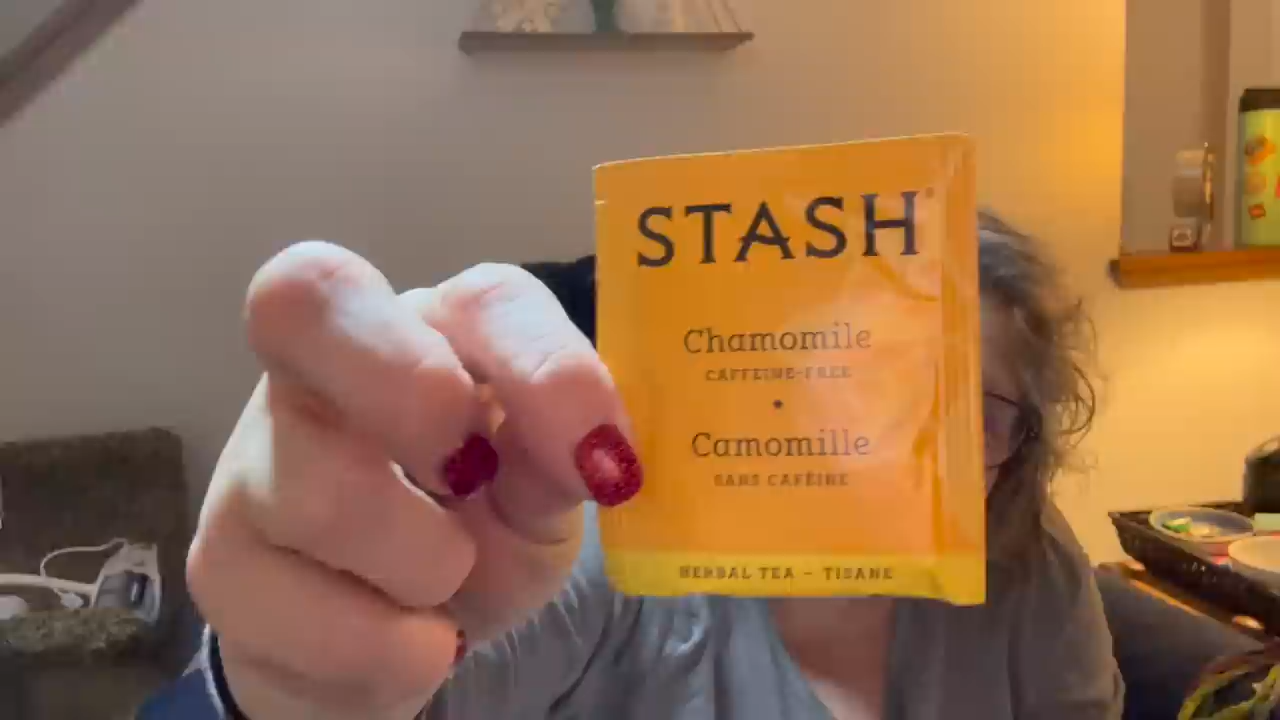 STASH
Chamomile
CAFFEINE-FREE
•
Camomille
SANS CAFÉINE
HERBAL TEA - TISANE